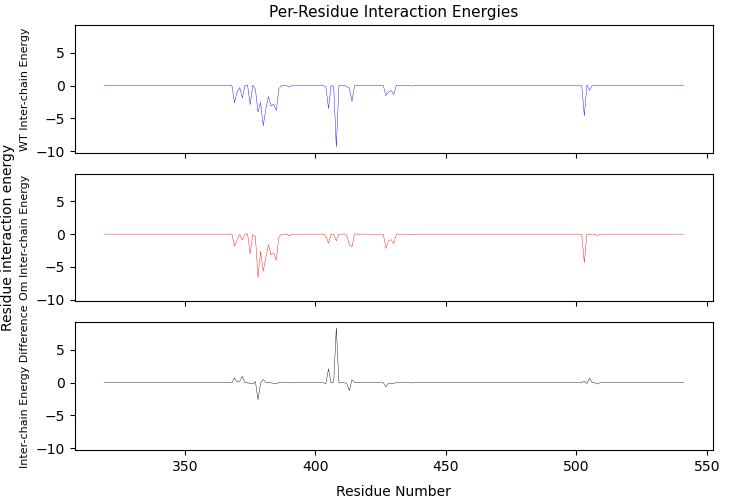 Per-Residue Interaction Energies
Residue interaction energy
WT Inter-chain Energy
5
0
−5
−10
Om Inter-chain Energy
5
0
−5
−10
Inter-chain Energy Difference
5
0
−5
−10
350
400
450
500
550
Residue Number